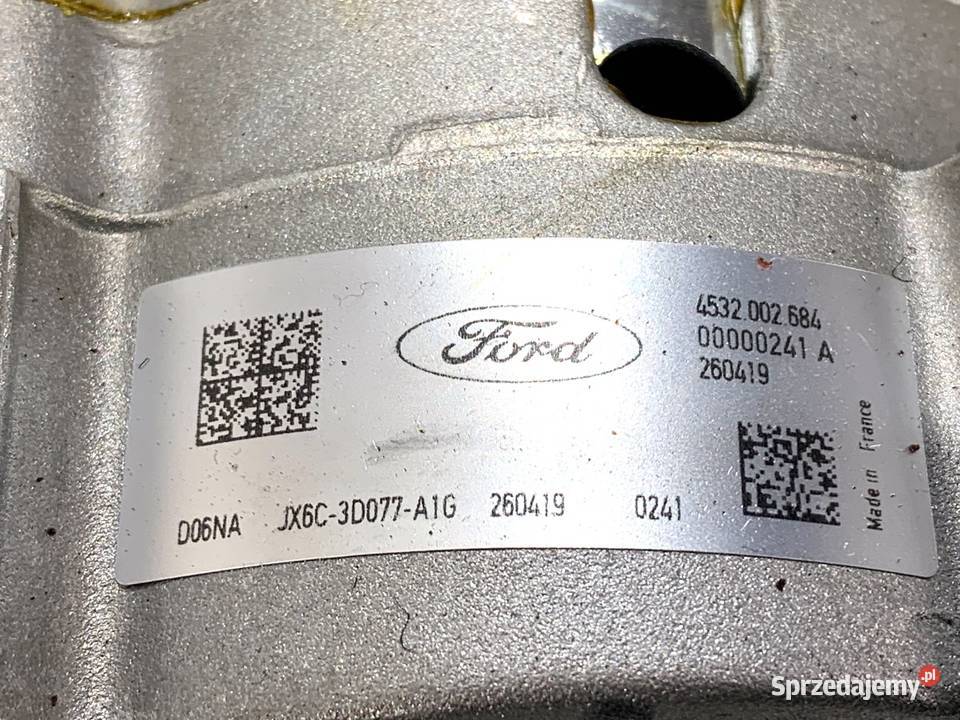 Ford
4532.002.684
00000241 A
260419
Made in France
D06NA JX6C-3D077-A1G 260419 0241
Sprzedajemy.pl